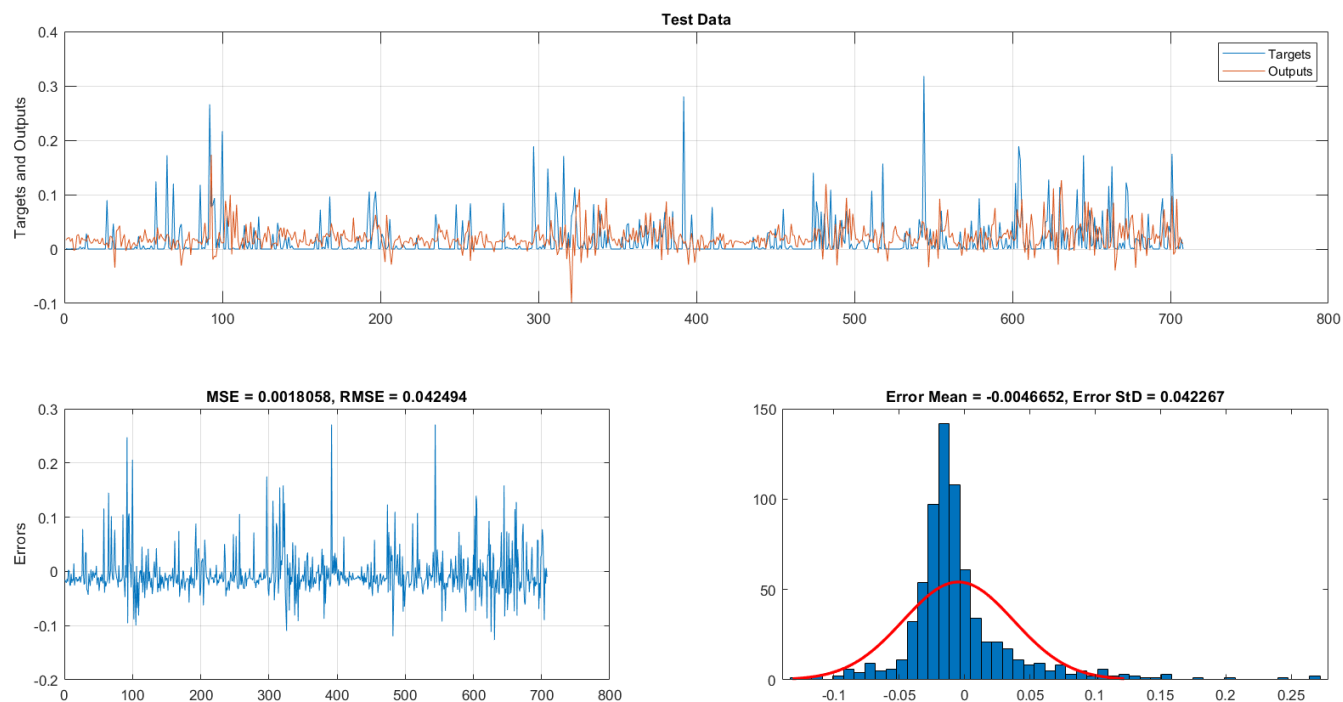 Test Data
0.4
0.3
0.2
0.1
0
-0.1
Targets and Outputs
Targets
Outputs
0 100 200 300 400 500 600 700 800
MSE = 0.0018058, RMSE = 0.042494
0.3
0.2
0.1
0
-0.1
-0.2
Errors
0 100 200 300 400 500 600 700 800
Error Mean = -0.0046652, Error StD = 0.042267
150
100
50
0
-0.1 -0.05 0 0.05 0.1 0.15 0.2 0.25